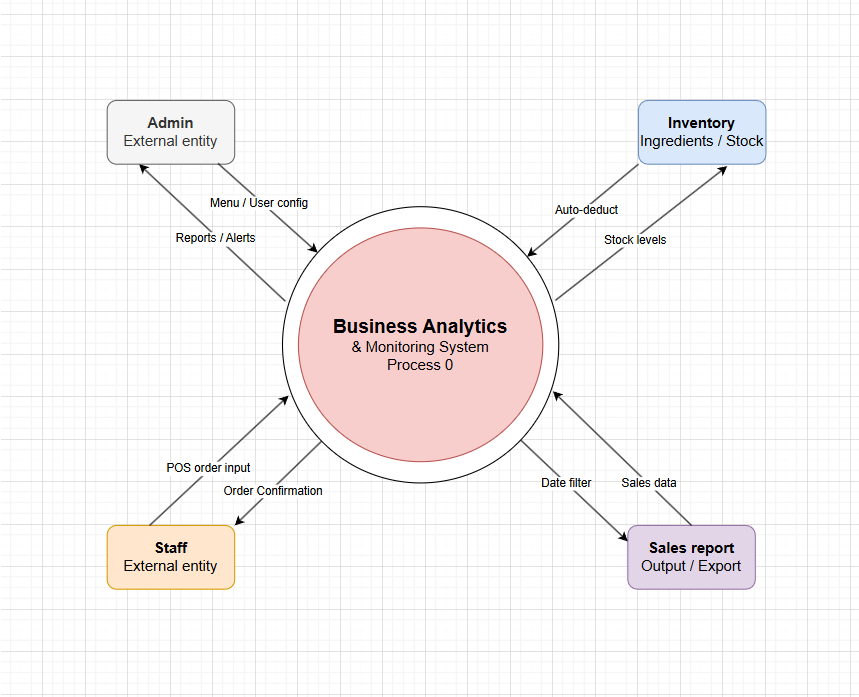 Admin
External entity
Inventory
Ingredients / Stock
Menu / User config
Auto-deduct
Reports / Alerts
Stock levels
Business Analytics
& Monitoring System
Process 0
POS order input
Order Confirmation
Date filter
Sales data
Staff
External entity
Sales report
Output / Export